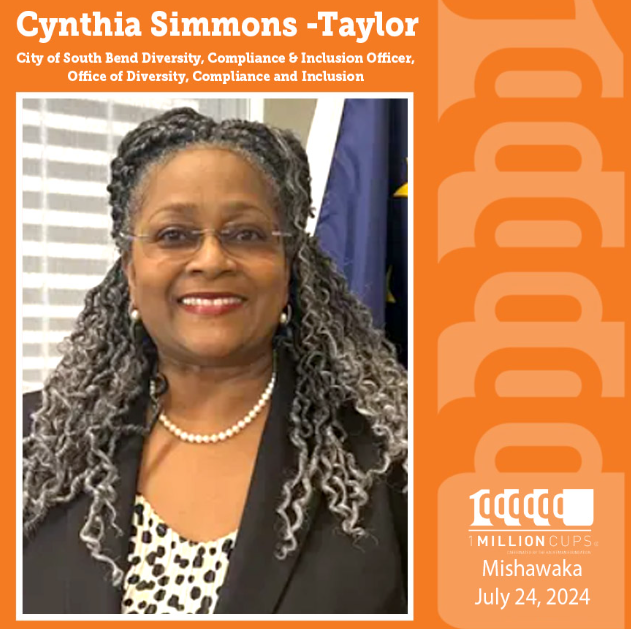 Cynthia Simmons -Taylor
City of South Bend Diversity, Compliance & Inclusion Officer,
Office of Diversity, Compliance and Inclusion
1 MILLION CUPS
Mishawaka
July 24, 2024